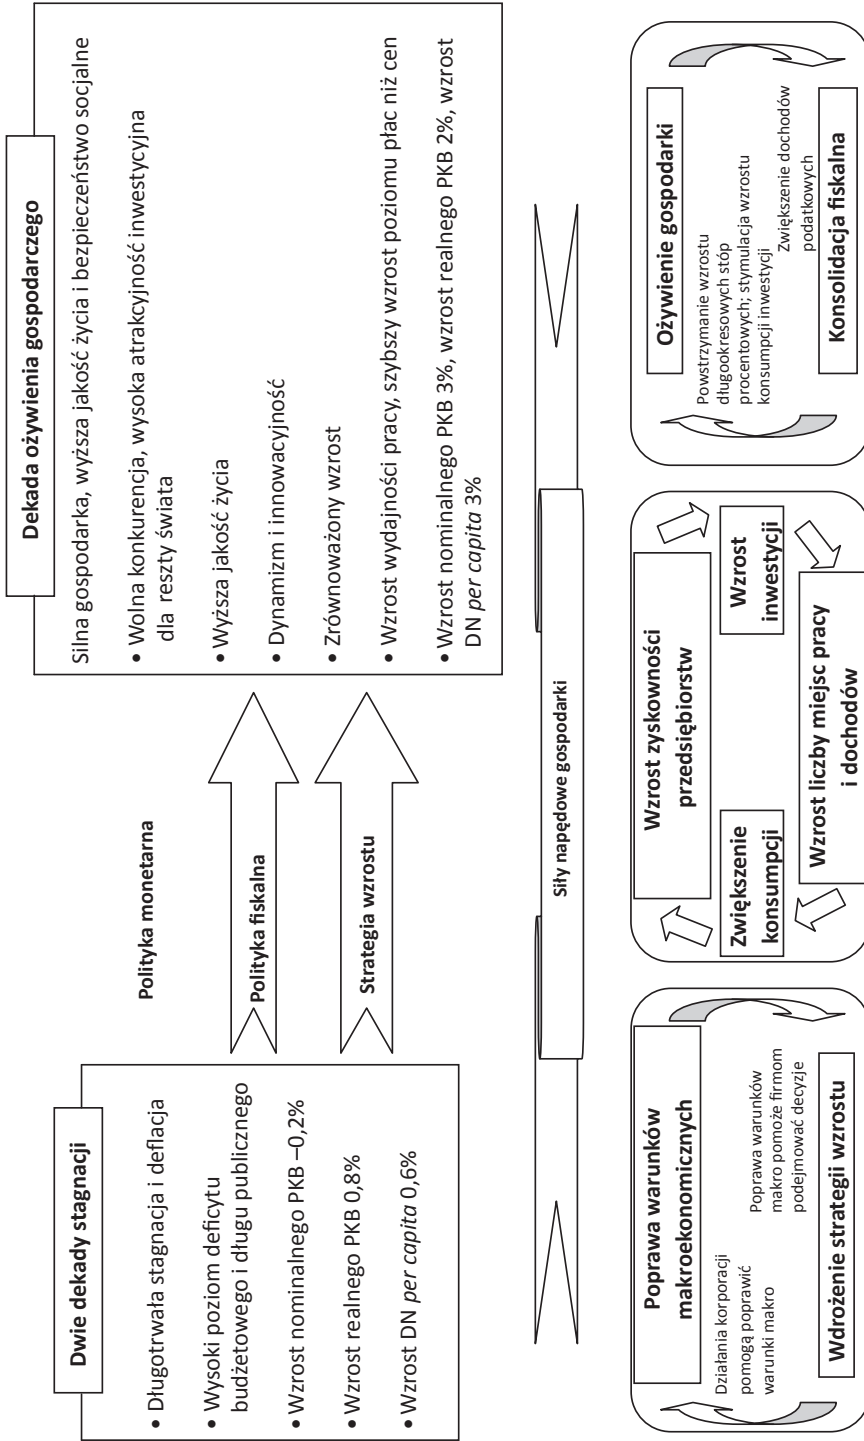 Dwie dekady stagnacji
• Długotrwała stagnacja i deflacja
• Wysoki poziom deficytu
budżetowego i długu publicznego
• Wzrost nominalnego PKB –0,2%
• Wzrost realnego PKB 0,8%
• Wzrost DN per capita 0,6%
Polityka monetarna
Polityka fiskalna
Strategia wzrostu
Dekada ożywienia gospodarczego
Silna gospodarka, wyższa jakość życia i bezpieczeństwo socjalne
• Wolna konkurencja, wysoka atrakcyjność inwestycyjna
dla reszty świata
• Wyższa jakość życia
• Dynamizm i innowacyjność
• Zrównoważony wzrost
• Wzrost wydajności pracy, szybszy wzrost poziomu płac niż cen
• Wzrost nominalnego PKB 3%, wzrost realnego PKB 2%, wzrost
DN per capita 3%
Siły napędowe gospodarki
Poprawa warunków
makroekonomicznych
Działania korporacji
pomogą poprawić
warunki makro
Poprawa warunków
makro pomoże firmom
podejmować decyzje
Wdrożenie strategii wzrostu
Wzrost zyskowności
przedsiębiorstw
Zwiększenie
konsumpcji
Wzrost
inwestycji
Wzrost liczby miejsc pracy
i dochodów
Ożywienie gospodarki
Powstrzymanie wzrostu
długookresowych stóp
procentowych; stymulacja wzrostu
konsumpcji inwestycji
Zwiększenie dochodów
podatkowych
Konsolidacja fiskalna